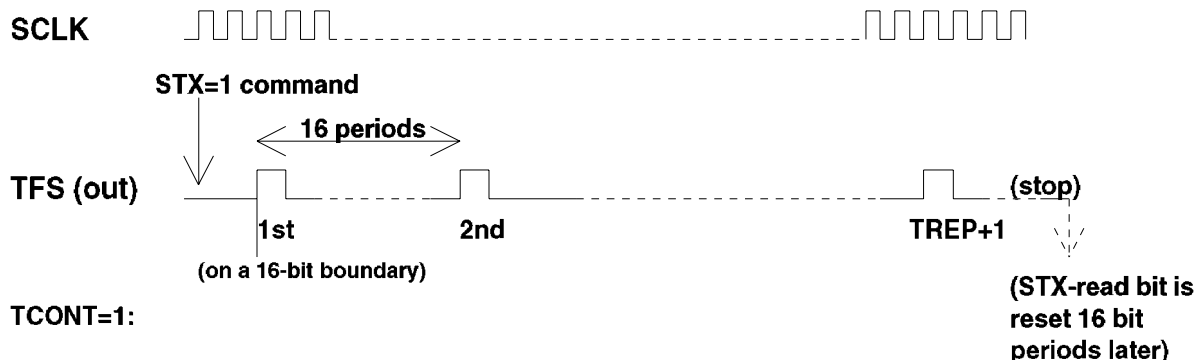 SCLK
STX=1 command
16 periods
TFS (out)
(stop)
1st
2nd
TREP+1
(on a 16-bit boundary)
(STX-read bit is
reset 16 bit
periods later)
TCONT=1: